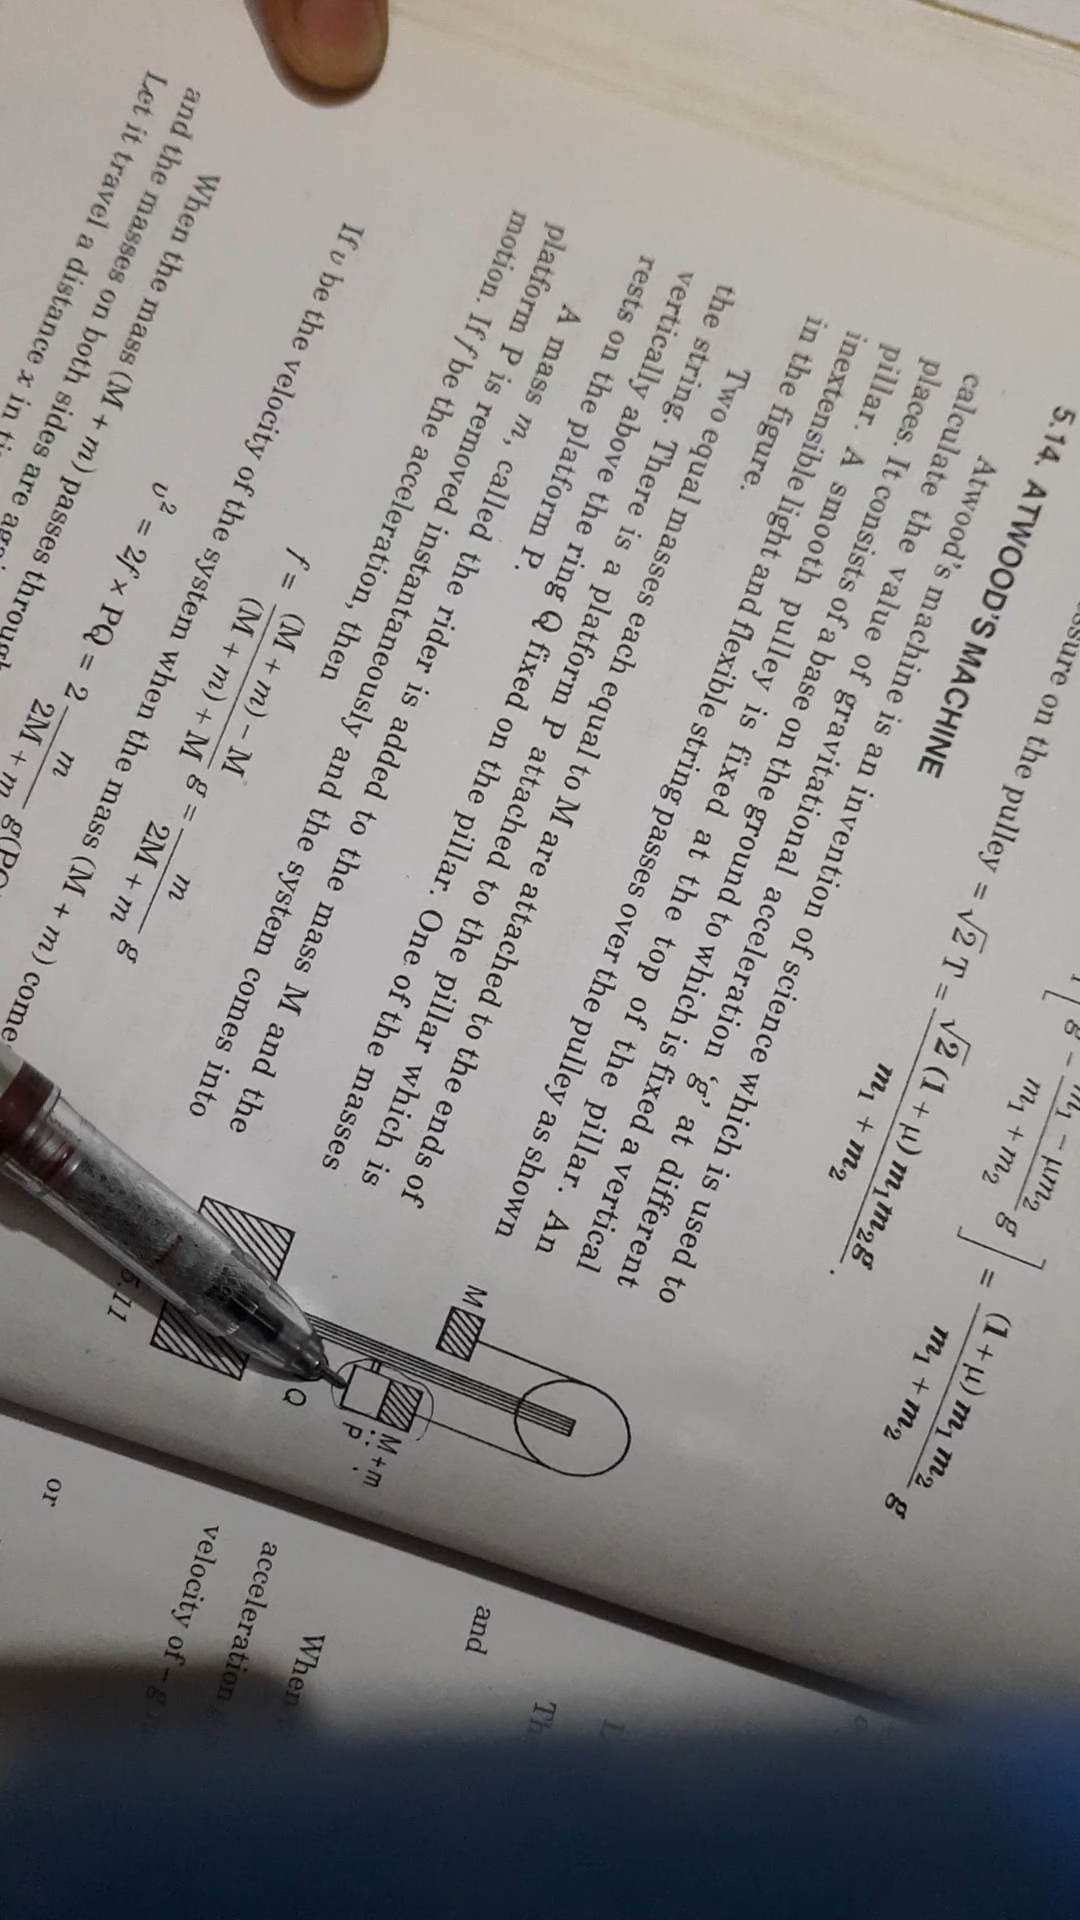 ssure on the pulley = √2 T = √2 (1 + μ) m₁m₂g / m₁ + m₂ .
g − m₁ − μm₂ / m₁ + m₂ g ] = (1 + μ) m₁ m₂ / m₁ + m₂ g
5.14. ATWOOD'S MACHINE
Atwood's machine is an invention of science which is used to
calculate the value of gravitational acceleration 'g' at different
places. It consists of a base on the ground to which is fixed a vertical
pillar. A smooth pulley is fixed at the top of the pillar. An
inextensible light and flexible string passes over the pulley as shown
in the figure.
Two equal masses each equal to M are attached to the ends of
the string. There is a platform P attached to the pillar which is
vertically above the ring Q fixed on the pillar. One of the masses
rests on the platform P.
A mass m, called the rider is added to the mass M and the
platform P is removed instantaneously and the system comes into
motion. If f be the acceleration, then
f = (M + m) − M / (M + m) + M g = m / 2M + m g
If v be the velocity of the system when the mass (M + m) come
v² = 2f × PQ = 2 m / 2M + m g(P
When the mass (M + m) passes through
and the masses on both sides are
Let it travel a distance x in
M
M + m
P
Q
5.11
or
and
Th
When
acceleration
velocity of – g